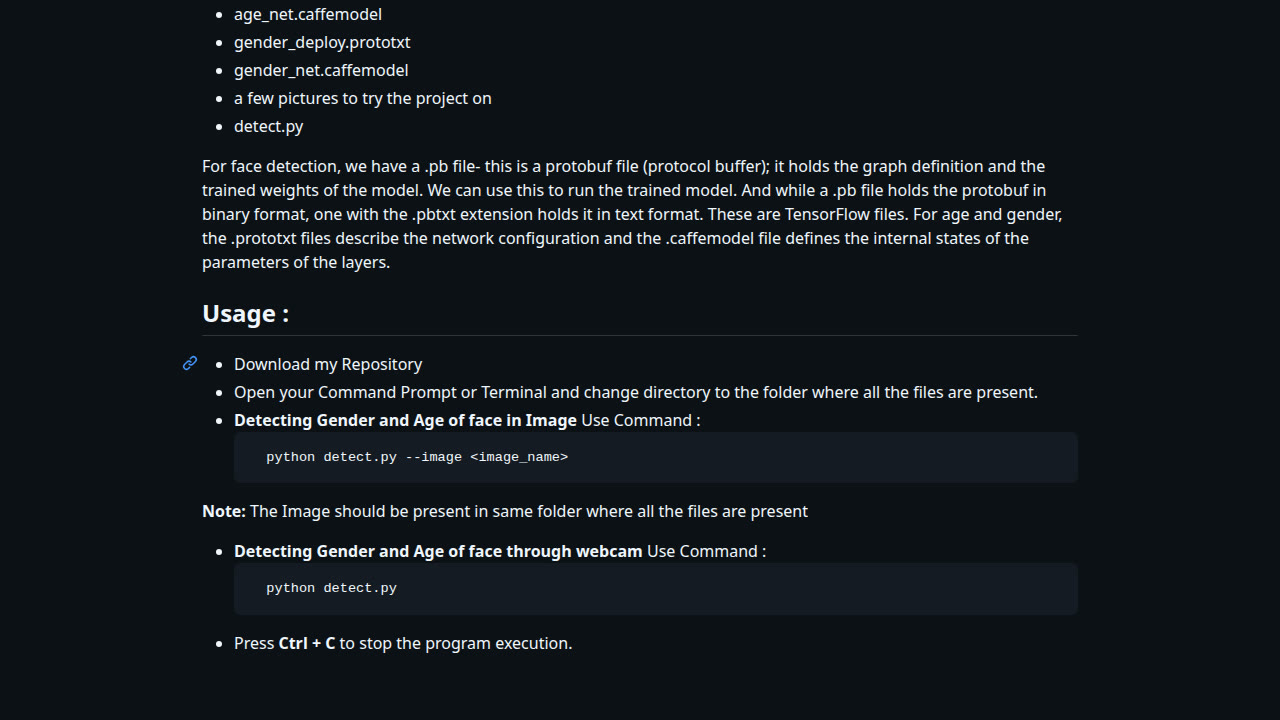 age_net.caffemodel
gender_deploy.prototxt
gender_net.caffemodel
a few pictures to try the project on
detect.py
For face detection, we have a .pb file- this is a protobuf file (protocol buffer); it holds the graph definition and the
trained weights of the model. We can use this to run the trained model. And while a .pb file holds the protobuf in
binary format, one with the .pbtxt extension holds it in text format. These are TensorFlow files. For age and gender,
the .prototxt files describe the network configuration and the .caffemodel file defines the internal states of the
parameters of the layers.
Usage :
Download my Repository
Open your Command Prompt or Terminal and change directory to the folder where all the files are present.
Detecting Gender and Age of face in Image Use Command :
python detect.py --image <image_name>
Note: The Image should be present in same folder where all the files are present
Detecting Gender and Age of face through webcam Use Command :
python detect.py
Press Ctrl + C to stop the program execution.